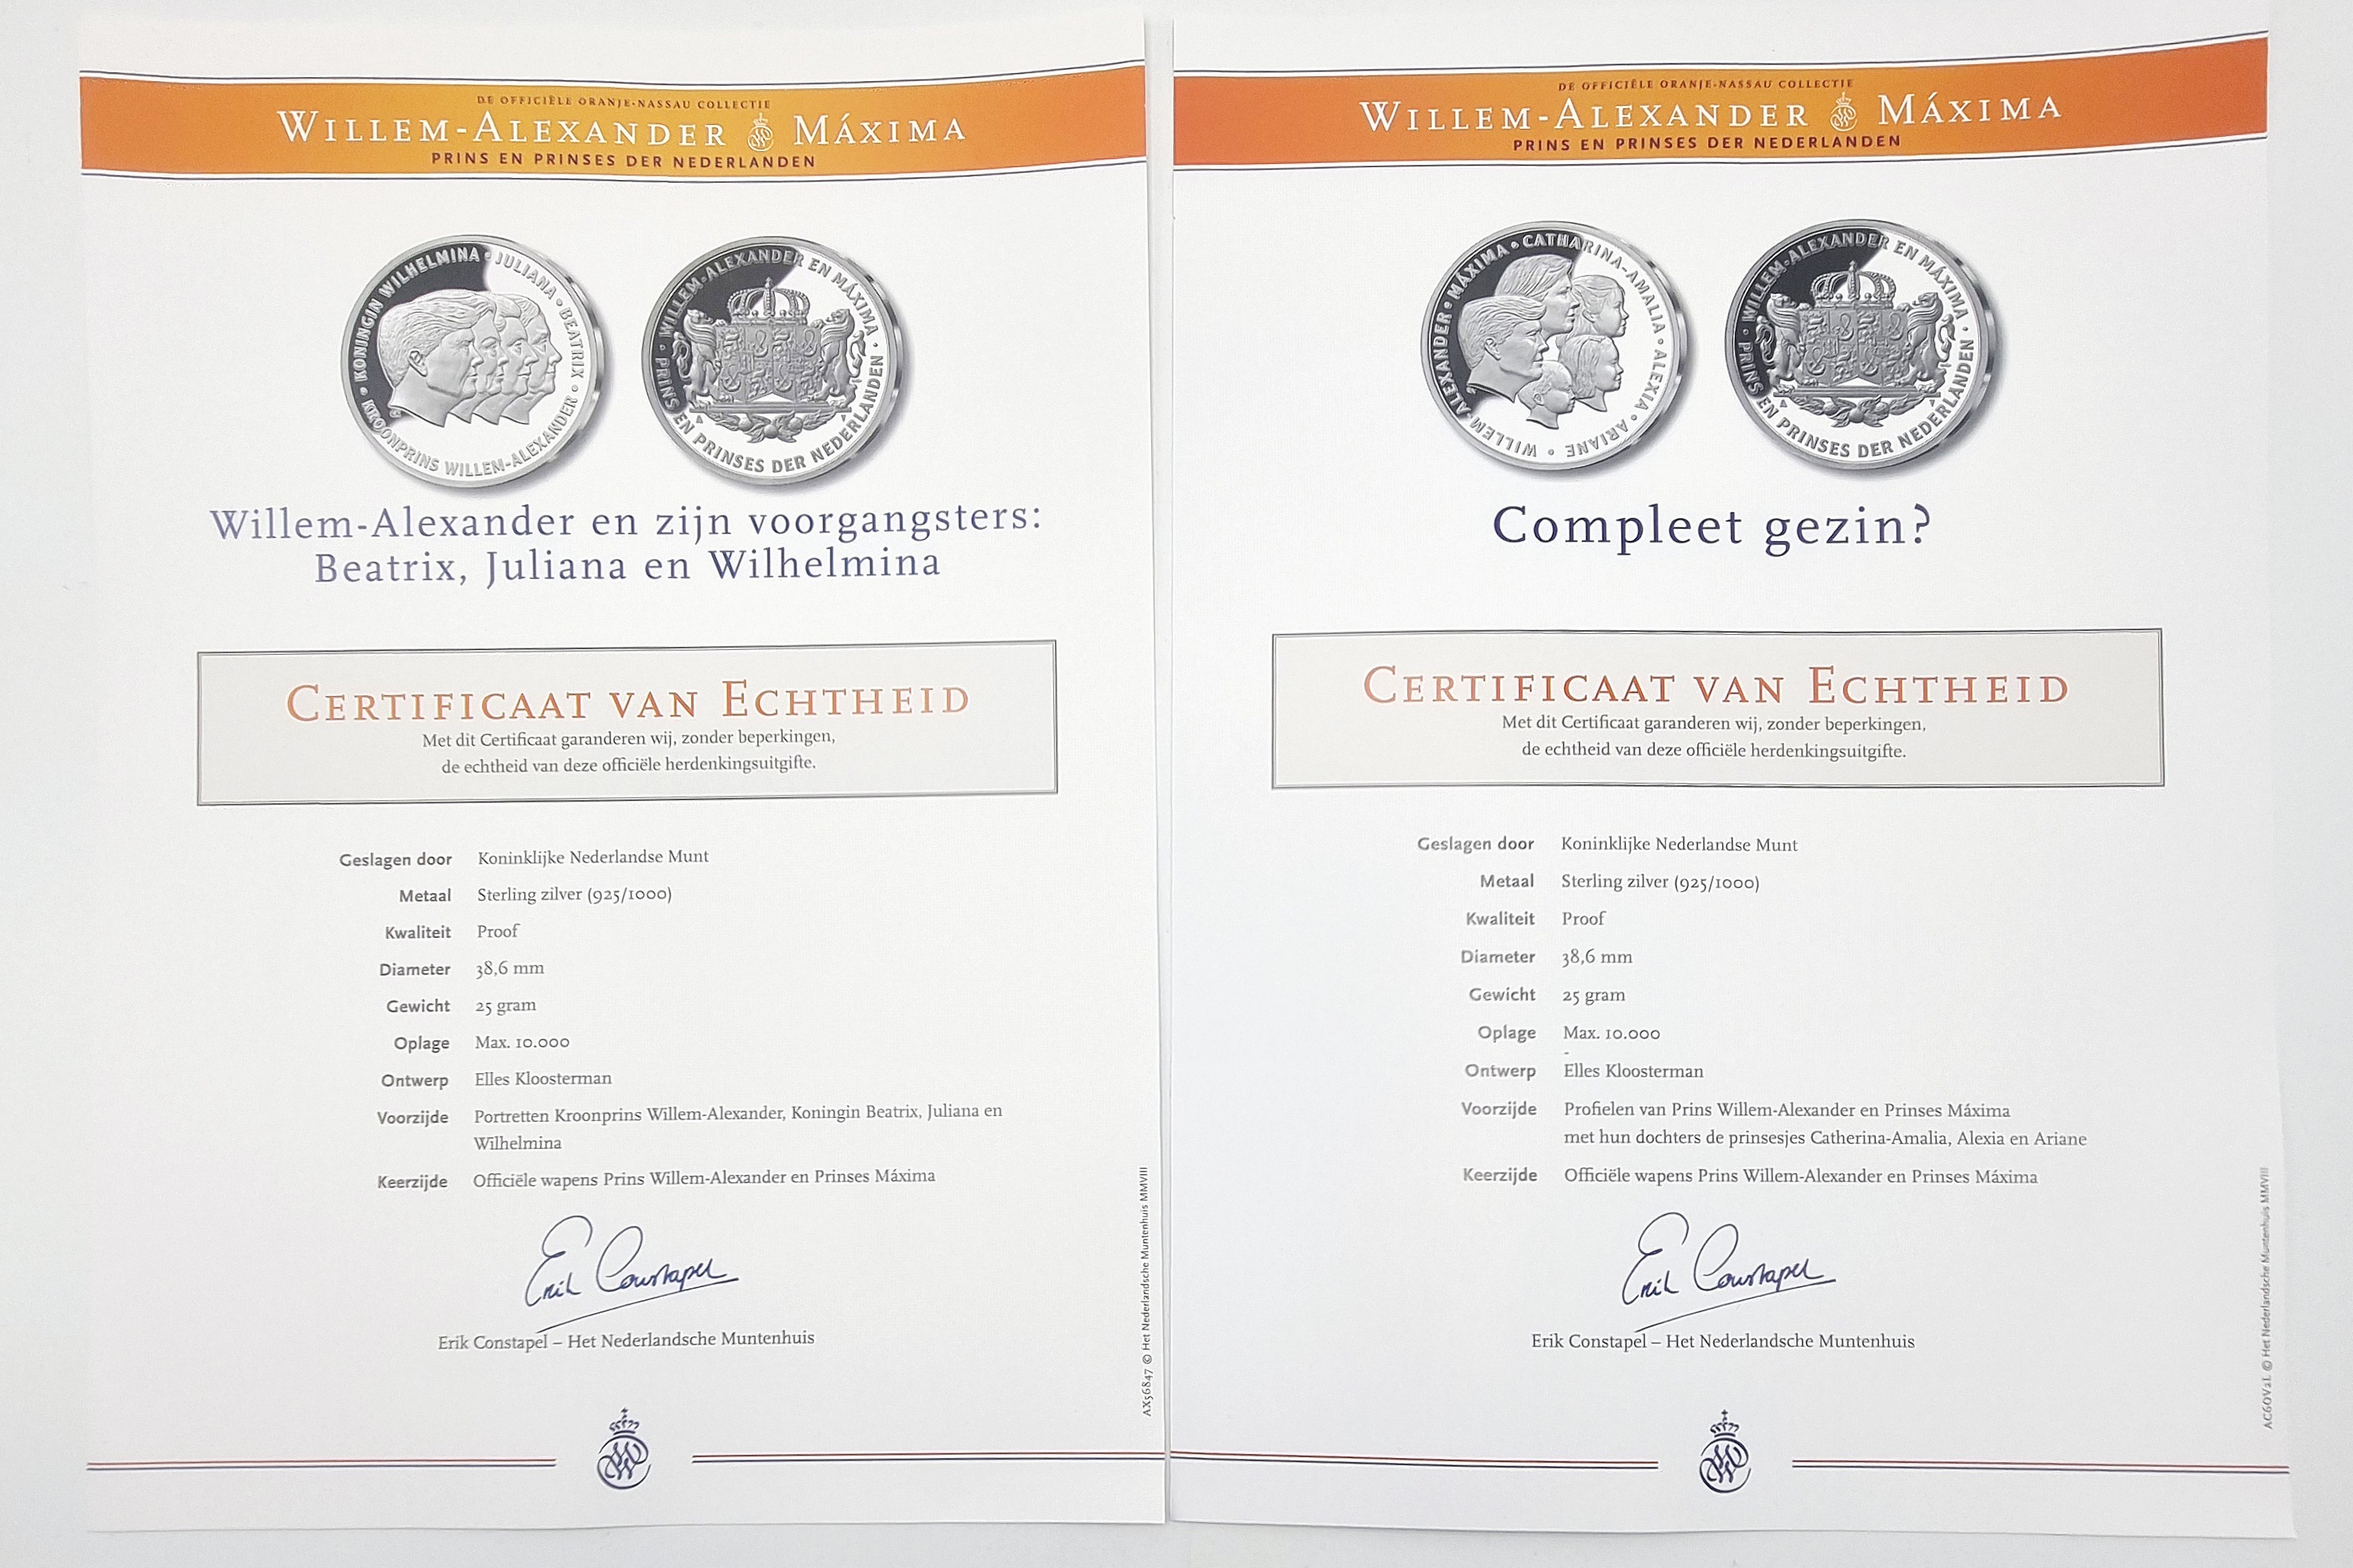 DE OFFICIËLE ORANJE-NASSAU COLLECTIE
WILLEM-ALEXANDER MÁXIMA
PRINS EN PRINSES DER NEDERLANDEN
KONINGIN WILHELMINA • JULIANA • BEATRIX • KROONPRINS WILLEM-ALEXANDER •
WILLEM-ALEXANDER EN MÁXIMA • PRINS EN PRINSES DER NEDERLANDEN •
Willem-Alexander en zijn voorgangsters:
Beatrix, Juliana en Wilhelmina
CERTIFICAAT VAN ECHTHEID
Met dit Certificaat garanderen wij, zonder beperkingen,
de echtheid van deze officiële herdenkingsuitgifte.
Geslagen door Koninklijke Nederlandse Munt
Metaal Sterling zilver (925/1000)
Kwaliteit Proof
Diameter 38,6 mm
Gewicht 25 gram
Oplage Max. 10.000
Ontwerp Elles Kloosterman
Voorzijde Portretten Kroonprins Willem-Alexander, Koningin Beatrix, Juliana en
Wilhelmina
Keerzijde Officiële wapens Prins Willem-Alexander en Prinses Máxima
Erik Constapel
Erik Constapel – Het Nederlandsche Muntenhuis
AX56847 © Het Nederlandsche Muntenhuis MMVIII
DE OFFICIËLE ORANJE-NASSAU COLLECTIE
WILLEM-ALEXANDER MÁXIMA
PRINS EN PRINSES DER NEDERLANDEN
WILLEM-ALEXANDER • MÁXIMA • CATHARINA-AMALIA • ALEXIA • ARIANE •
WILLEM-ALEXANDER EN MÁXIMA • PRINS EN PRINSES DER NEDERLANDEN •
Compleet gezin?
CERTIFICAAT VAN ECHTHEID
Met dit Certificaat garanderen wij, zonder beperkingen,
de echtheid van deze officiële herdenkingsuitgifte.
Geslagen door Koninklijke Nederlandse Munt
Metaal Sterling zilver (925/1000)
Kwaliteit Proof
Diameter 38,6 mm
Gewicht 25 gram
Oplage Max. 10.000
Ontwerp Elles Kloosterman
Voorzijde Profielen van Prins Willem-Alexander en Prinses Máxima
met hun dochters de prinsesjes Catherina-Amalia, Alexia en Ariane
Keerzijde Officiële wapens Prins Willem-Alexander en Prinses Máxima
Erik Constapel
Erik Constapel – Het Nederlandsche Muntenhuis
© Het Nederlandsche Muntenhuis MMVIII